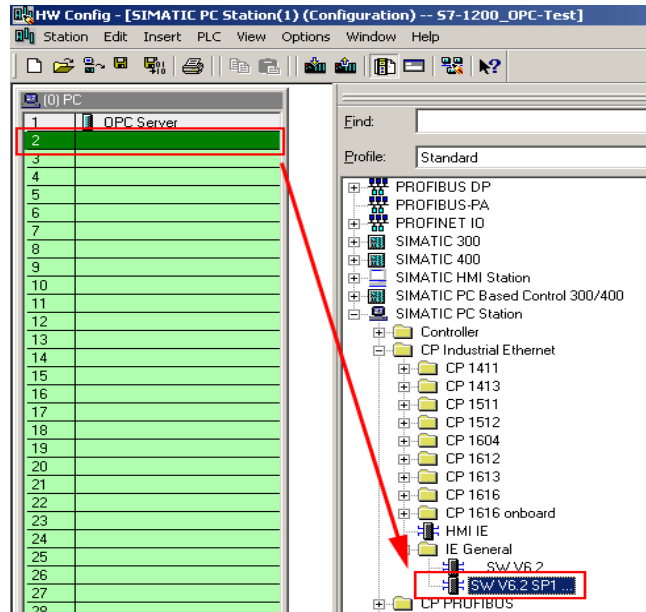 HW Config - [SIMATIC PC Station(1) (Configuration) -- S7-1200_OPC-Test]
Station Edit Insert PLC View Options Window Help
(0) PC
1 OPC Server
2
3
4
5
6
7
8
9
10
11
12
13
14
15
16
17
18
19
20
21
22
23
24
25
26
27
28
Find:
Profile: Standard
PROFIBUS DP
PROFIBUS-PA
PROFINET IO
SIMATIC 300
SIMATIC 400
SIMATIC HMI Station
SIMATIC PC Based Control 300/400
SIMATIC PC Station
Controller
CP Industrial Ethernet
CP 1411
CP 1413
CP 1511
CP 1512
CP 1604
CP 1612
CP 1613
CP 1616
CP 1616 onboard
HMI IE
IE General
SW V6.2 ...
SW V6.2 SP1 ...
CP PROFIBUS